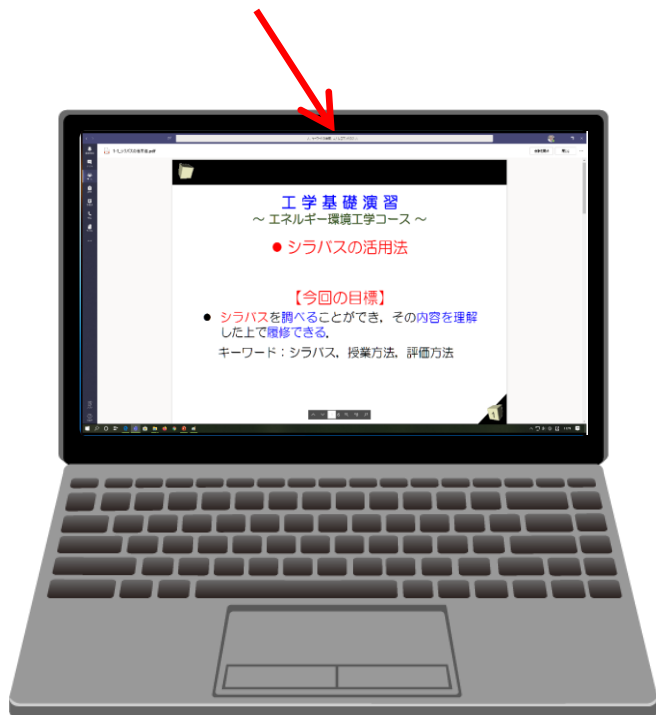 工学基礎演習
～ エネルギー環境工学コース ～
● シラバスの活用法
【今回の目標】
● シラバスを調べることができ，その内容を理解
した上で履修できる．
キーワード：シラバス，授業方法，評価方法
1